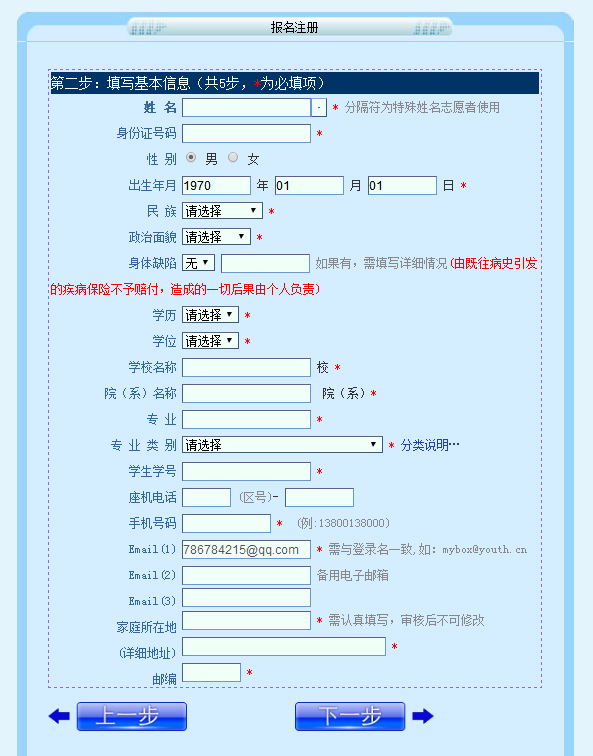 报名注册
第二步：填写基本信息（共5步，*为必填项）
姓 名 · * 分隔符为特殊姓名志愿者使用
身份证号码 *
性 别 男 女
出生年月 1970 年 01 月 01 日 *
民 族 请选择 *
政治面貌 请选择 *
身体缺陷 无 如果有，需填写详细情况(由既往病史引发
的疾病保险不予赔付，造成的一切后果由个人负责)
学历 请选择 *
学位 请选择 *
学校名称 校 *
院（系）名称 院（系）*
专 业 *
专 业 类 别 请选择 * 分类说明…
学生学号 *
座机电话 (区号)-
手机号码 * (例:13800138000)
Email(1) 786784215@qq.com * 需与登录名一致,如: mybox@youth.cn
Email(2) 备用电子邮箱
Email(3)
家庭所在地 * 需认真填写，审核后不可修改
(详细地址) *
邮编 *
上一步 下一步